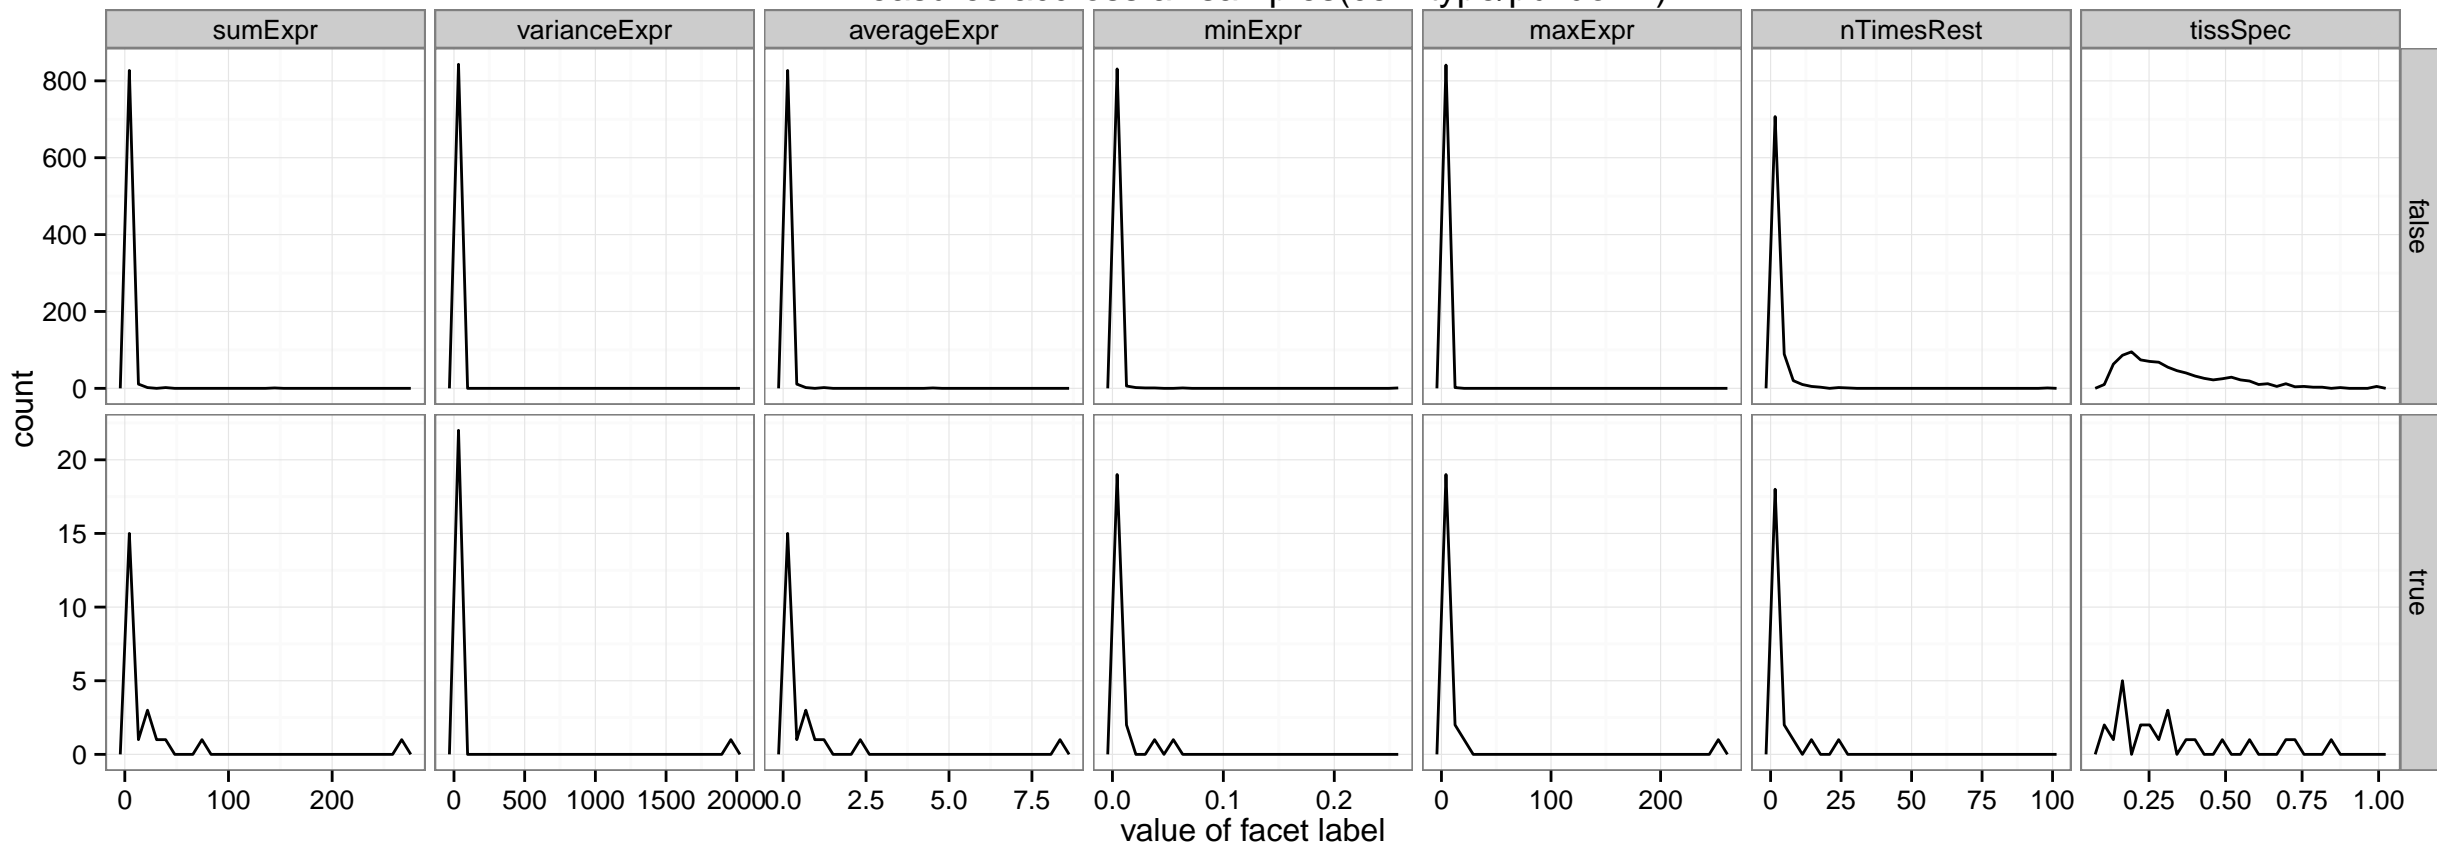 sumExpr varianceExpr averageExpr minExpr maxExpr nTimesRest tissSpec
800
600
400
200
0
false
20
15
10
5
0
true
count
0 100 200 0 500 1000 1500 2000 0.0 2.5 5.0 7.5 0.0 0.1 0.2 0 100 200 0 25 50 75 100 0.25 0.50 0.75 1.00
value of facet label